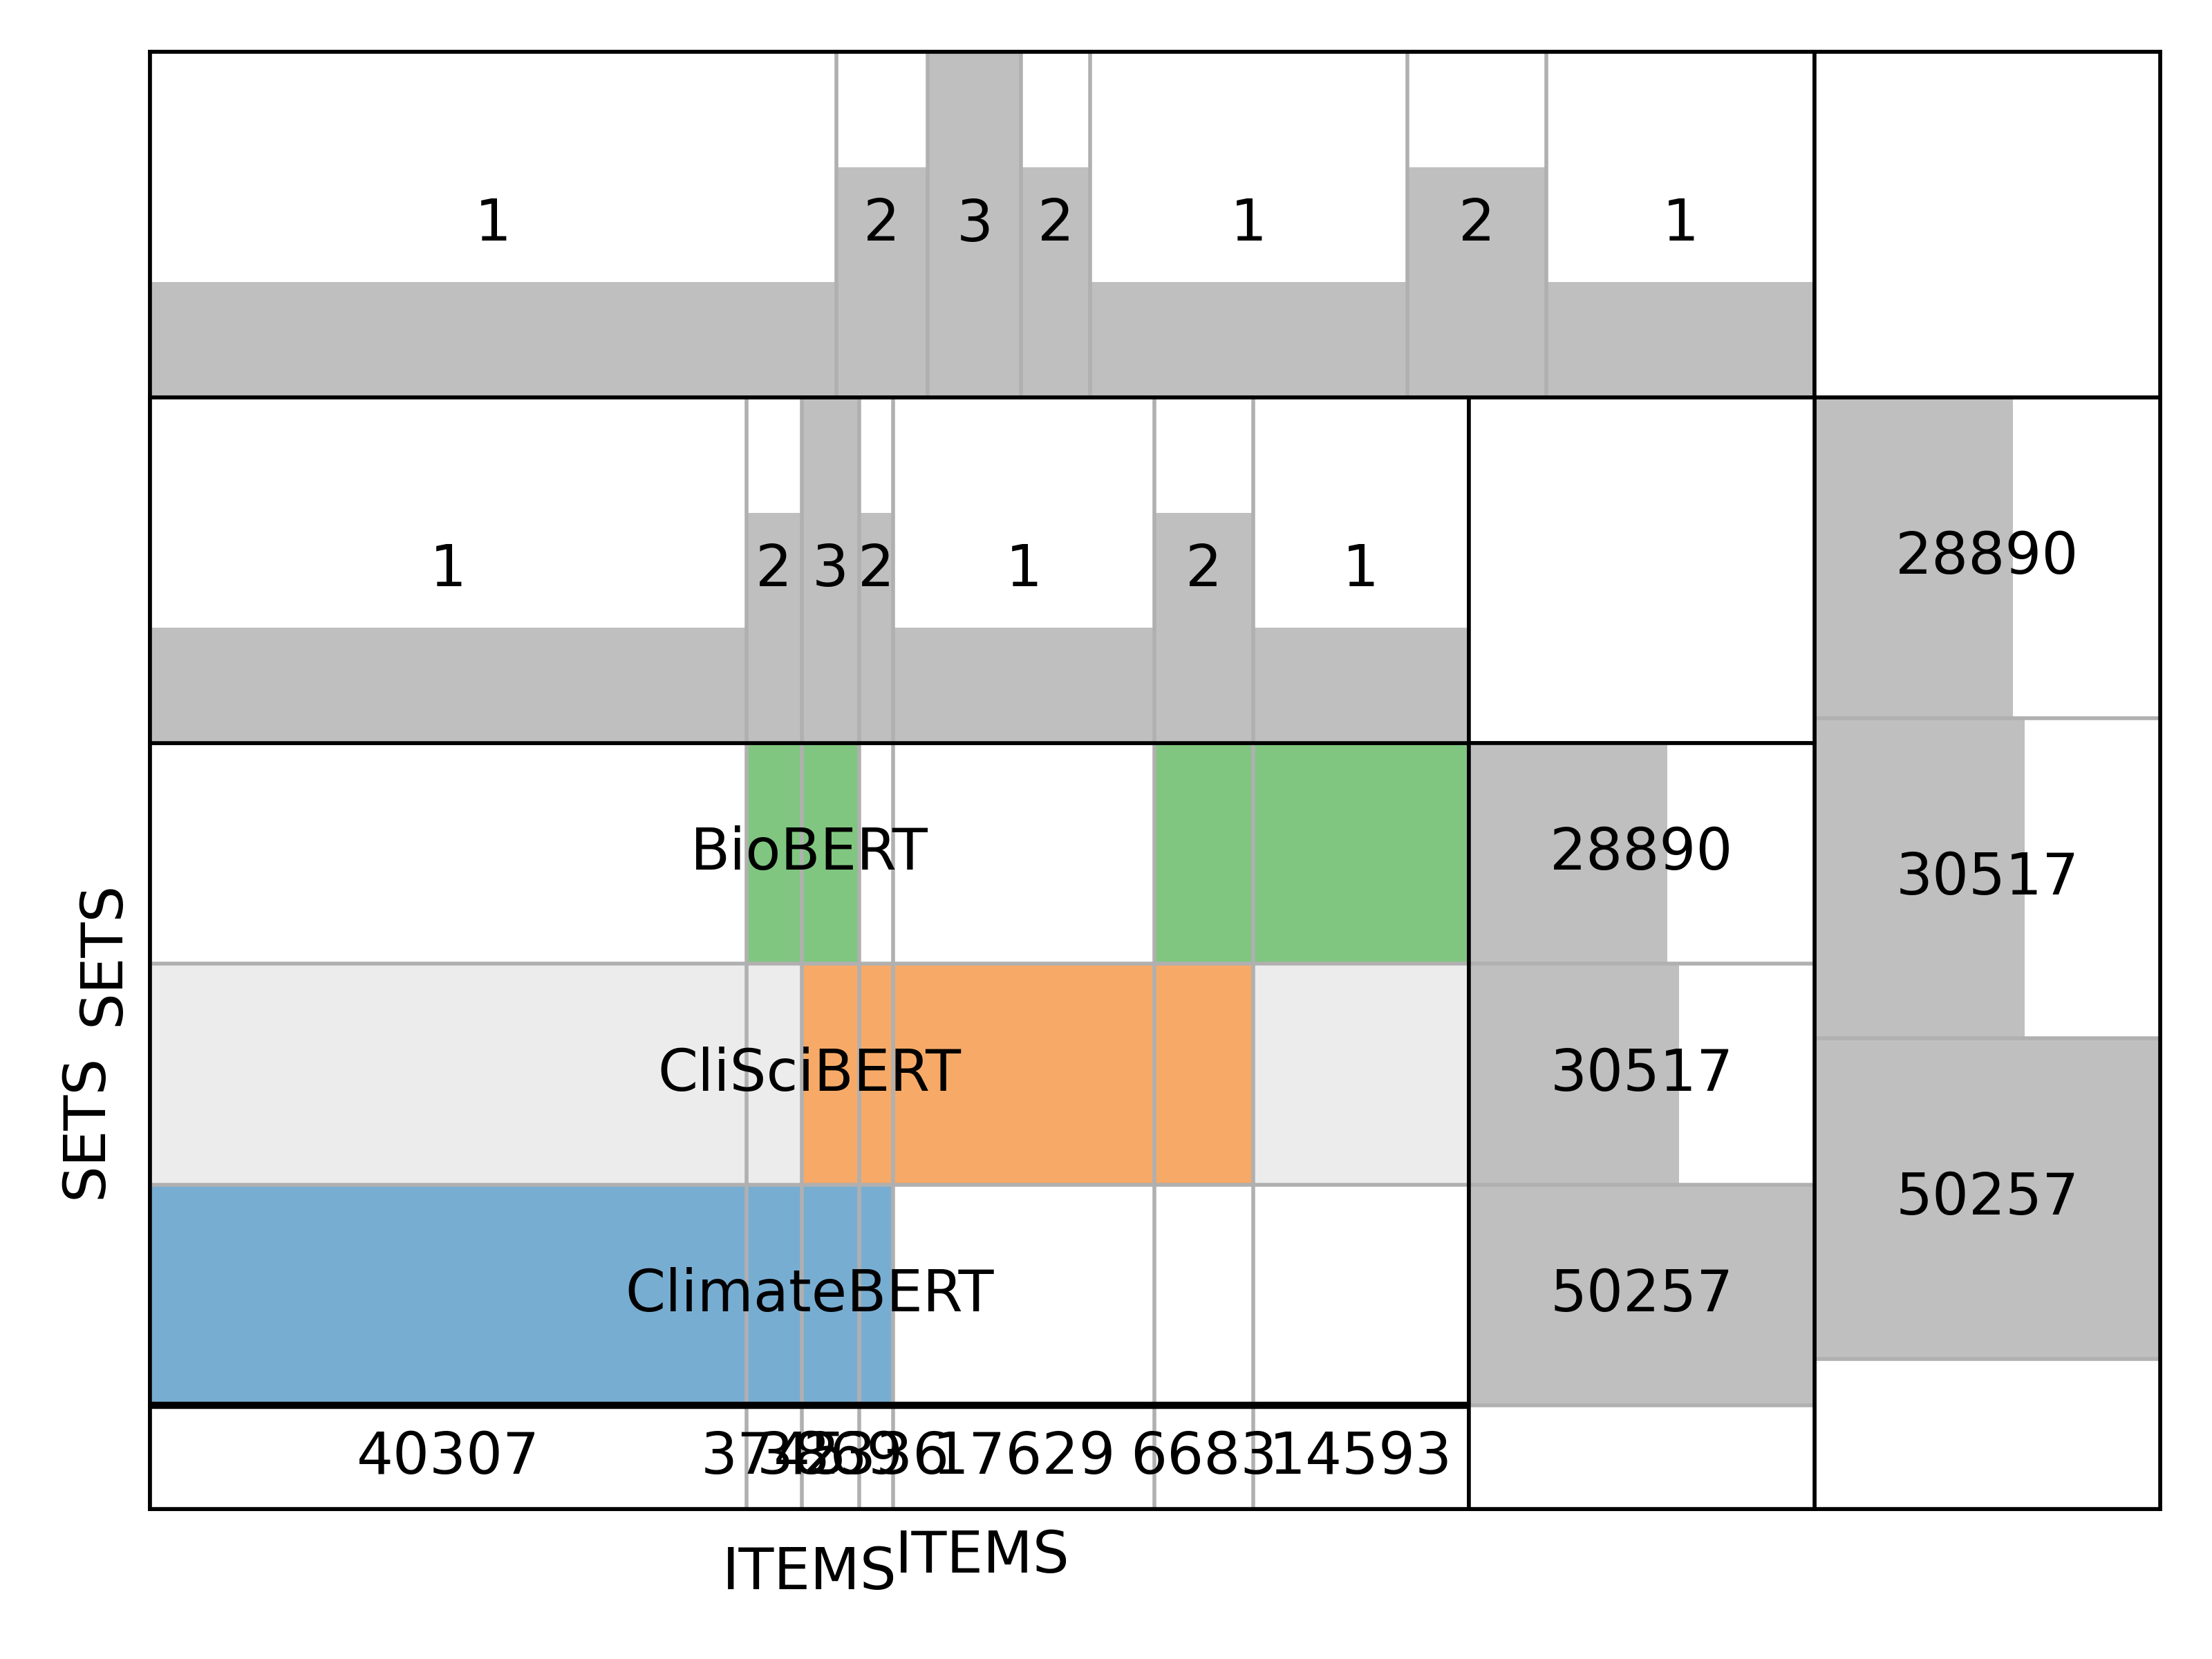 1 2 3 2 1 2 1
1 2 3 2 1 2 1
28890
BioBERT 28890
30517
CliSciBERT 30517
50257
ClimateBERT 50257
SETS
SETS
40307 17629 6683 14593
ITEMS
ITEMS